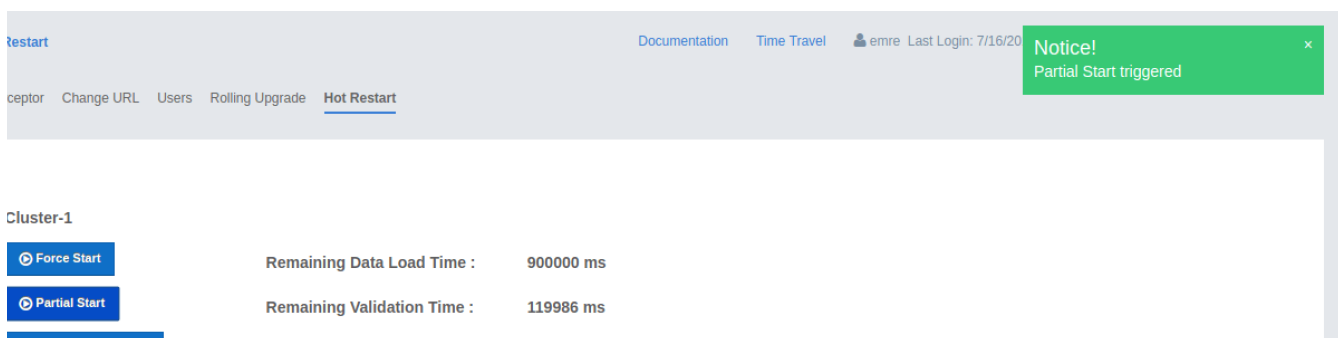 Restart
Documentation Time Travel emre Last Login: 7/16/20
Notice! ×
Partial Start triggered
ceptor Change URL Users Rolling Upgrade Hot Restart
Cluster-1
Force Start Remaining Data Load Time : 900000 ms
Partial Start Remaining Validation Time : 119986 ms